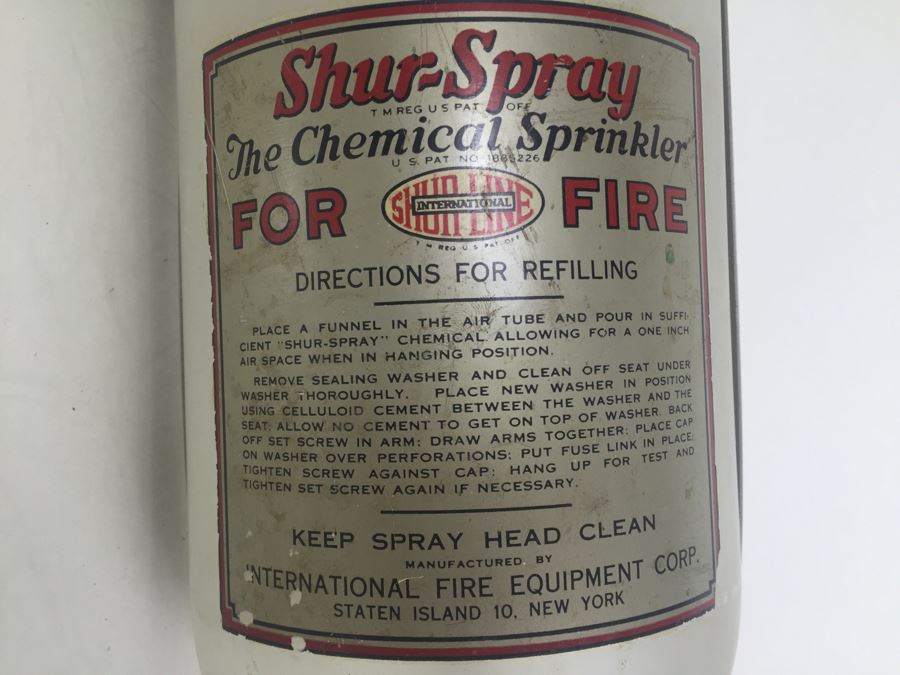 Shur-Spray
T M REG U S PAT OFF
The Chemical Sprinkler
U. S. PAT NO. 1885226
FOR SHUR-LINE FIRE
INTERNATIONAL
T M REG U S PAT OFF
DIRECTIONS FOR REFILLING
PLACE A FUNNEL IN THE AIR TUBE AND POUR IN SUFFI-
CIENT "SHUR-SPRAY" CHEMICAL. ALLOWING FOR A ONE INCH
AIR SPACE WHEN IN HANGING POSITION.
REMOVE SEALING WASHER AND CLEAN OFF SEAT UNDER
WASHER THOROUGHLY. PLACE NEW WASHER IN POSITION
USING CELLULOID CEMENT BETWEEN THE WASHER AND THE
SEAT; ALLOW NO CEMENT TO GET ON TOP OF WASHER. BACK
OFF SET SCREW IN ARM; DRAW ARMS TOGETHER; PLACE CAP
ON WASHER OVER PERFORATIONS; PUT FUSE LINK IN PLACE;
TIGHTEN SCREW AGAINST CAP; HANG UP FOR TEST AND
TIGHTEN SET SCREW AGAIN IF NECESSARY.
KEEP SPRAY HEAD CLEAN
MANUFACTURED BY
INTERNATIONAL FIRE EQUIPMENT CORP.
STATEN ISLAND 10, NEW YORK